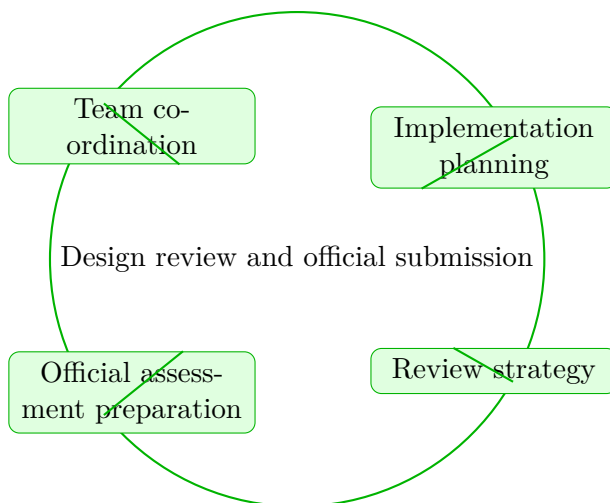 Team co-
ordination
Implementation
planning
Design review and official submission
Official assess-
ment preparation
Review strategy